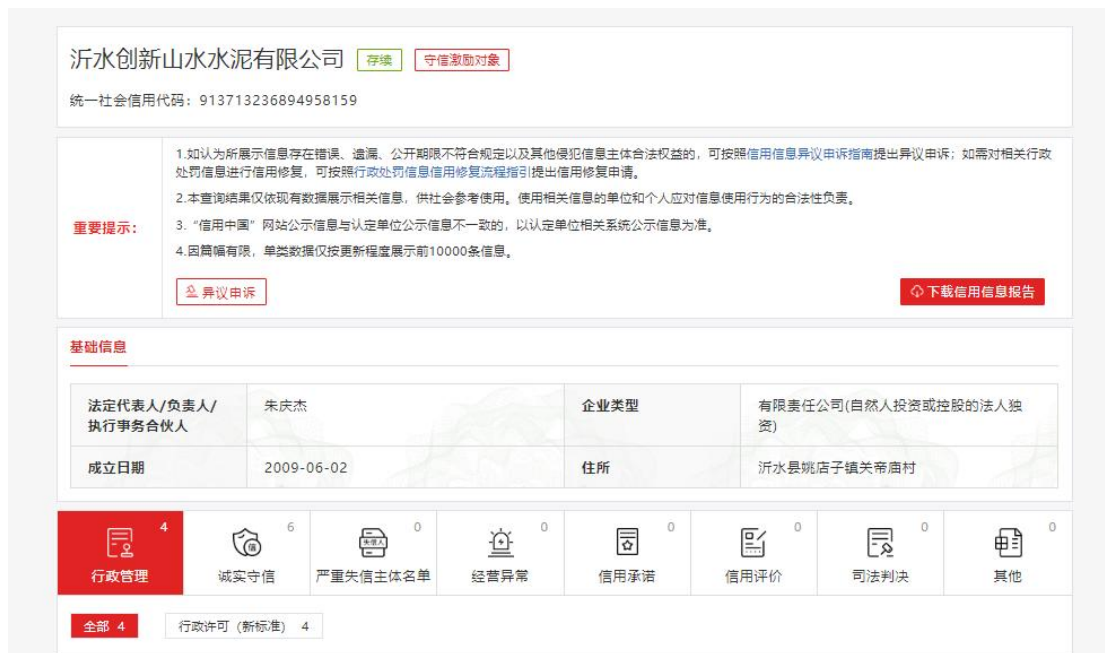 沂水创新山水水泥有限公司 存续 守信激励对象
统一社会信用代码：913713236894958159
1.如认为所展示信息存在错误、遗漏、公开期限不符合规定以及其他侵犯信息主体合法权益的，可按照信用信息异议申诉指南提出异议申诉；如需对相关行政
处罚信息进行信用修复，可按照行政处罚信息信用修复流程指引提出信用修复申请。
2.本查询结果仅依现有数据展示相关信息，供社会参考使用。使用相关信息的单位和个人应对信息使用行为的合法性负责。
重要提示：
3.“信用中国”网站公示信息与认定单位公示信息不一致的，以认定单位相关系统公示信息为准。
4.因篇幅有限，单类数据仅按更新程度展示前10000条信息。
异议申诉 下载信用信息报告
基础信息
法定代表人/负责人/ 朱庆杰 企业类型 有限责任公司(自然人投资或控股的法人独
执行事务合伙人 资)
成立日期 2009-06-02 住所 沂水县姚店子镇关帝庙村
4 6 0 0 0 0 0 0
失信人
信
行政管理 诚实守信 严重失信主体名单 经营异常 信用承诺 信用评价 司法判决 其他
全部 4 行政许可（新标准） 4